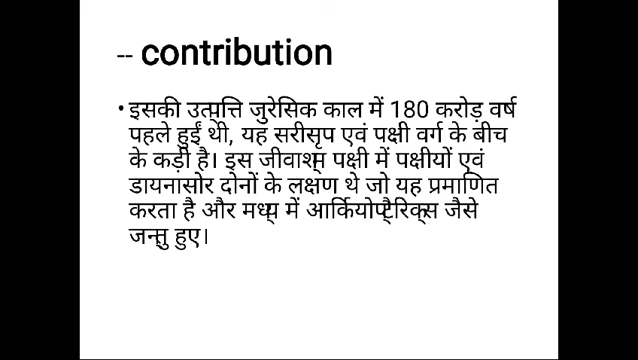 -- contribution
• इसकी उत्पत्ति जुरेसिक काल में 180 करोड़ वर्ष
पहले हुईं थी, यह सरीसृप एवं पक्षी वर्ग के बीच
के कड़ी है। इस जीवाश्म पक्षी में पक्षीयों एवं
डायनासोर दोनों के लक्षण थे जो यह प्रमाणित
करता है और मध्य में आर्कियोप्टैरिक्स जैसे
जन्तु हुए।